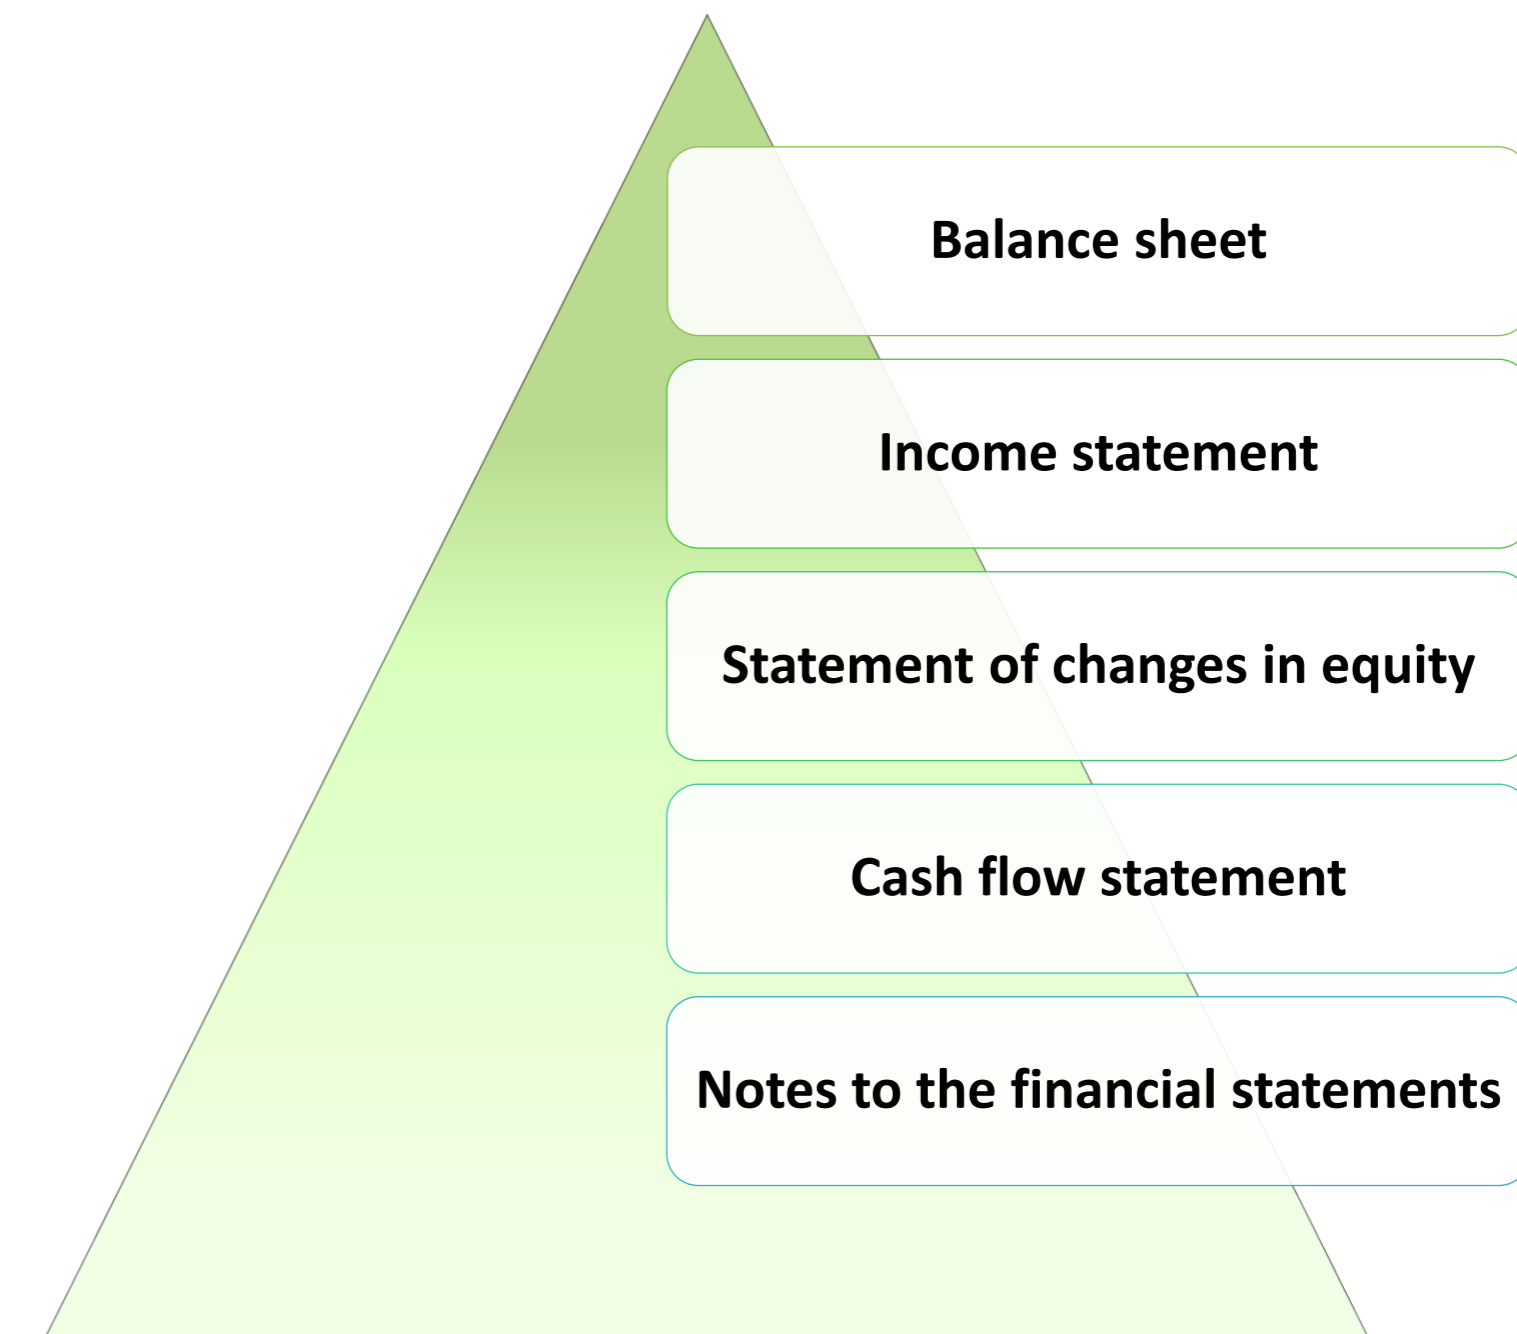 Balance sheet
Income statement
Statement of changes in equity
Cash flow statement
Notes to the financial statements